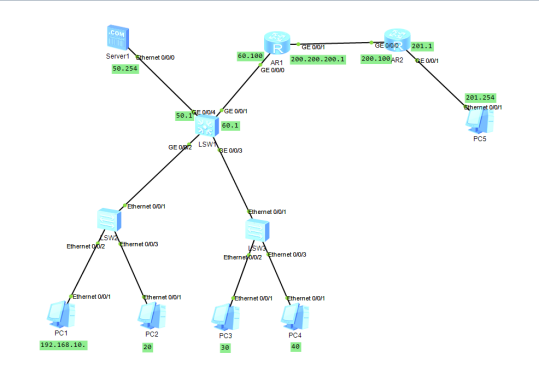 .COM
Server1
Ethernet 0/0/0
50.254
60.100
AR1
GE 0/0/1
GE 0/0/0
200.200.200.1
200.100
AR2
201.1
GE 0/0/1
201.254
Ethernet 0/0/1
PC5
50.1
GE 0/0/4
GE 0/0/1
60.1
LSW1
GE 0/0/2
GE 0/0/3
Ethernet 0/0/1
LSW2
Ethernet 0/0/2
Ethernet 0/0/3
Ethernet 0/0/1
LSW3
Ethernet 0/0/2
Ethernet 0/0/3
Ethernet 0/0/1
PC1
192.168.10.
Ethernet 0/0/1
PC2
20
Ethernet 0/0/1
PC3
30
Ethernet 0/0/1
PC4
40